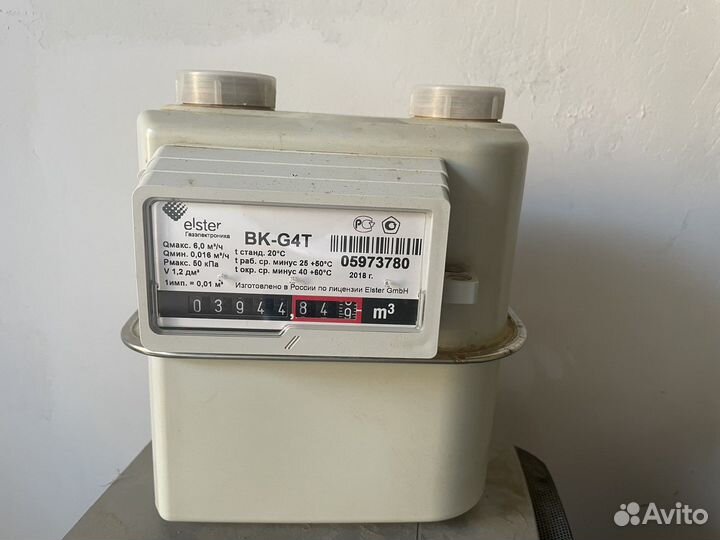 elster
Газэлектроника
BK-G4T
05973780
Qмакс. 6,0 м³/ч
t станд. 20°C
Qмин. 0,016 м³/ч
t раб. ср. минус 25 +50°C
Pмакс. 50 кПа
t окр. ср. минус 40 +60°C
2018 г.
V 1,2 дм³
1имп. = 0,01 м³
Изготовлено в России по лицензии Elster GmbH
03944,849 m³
Avito